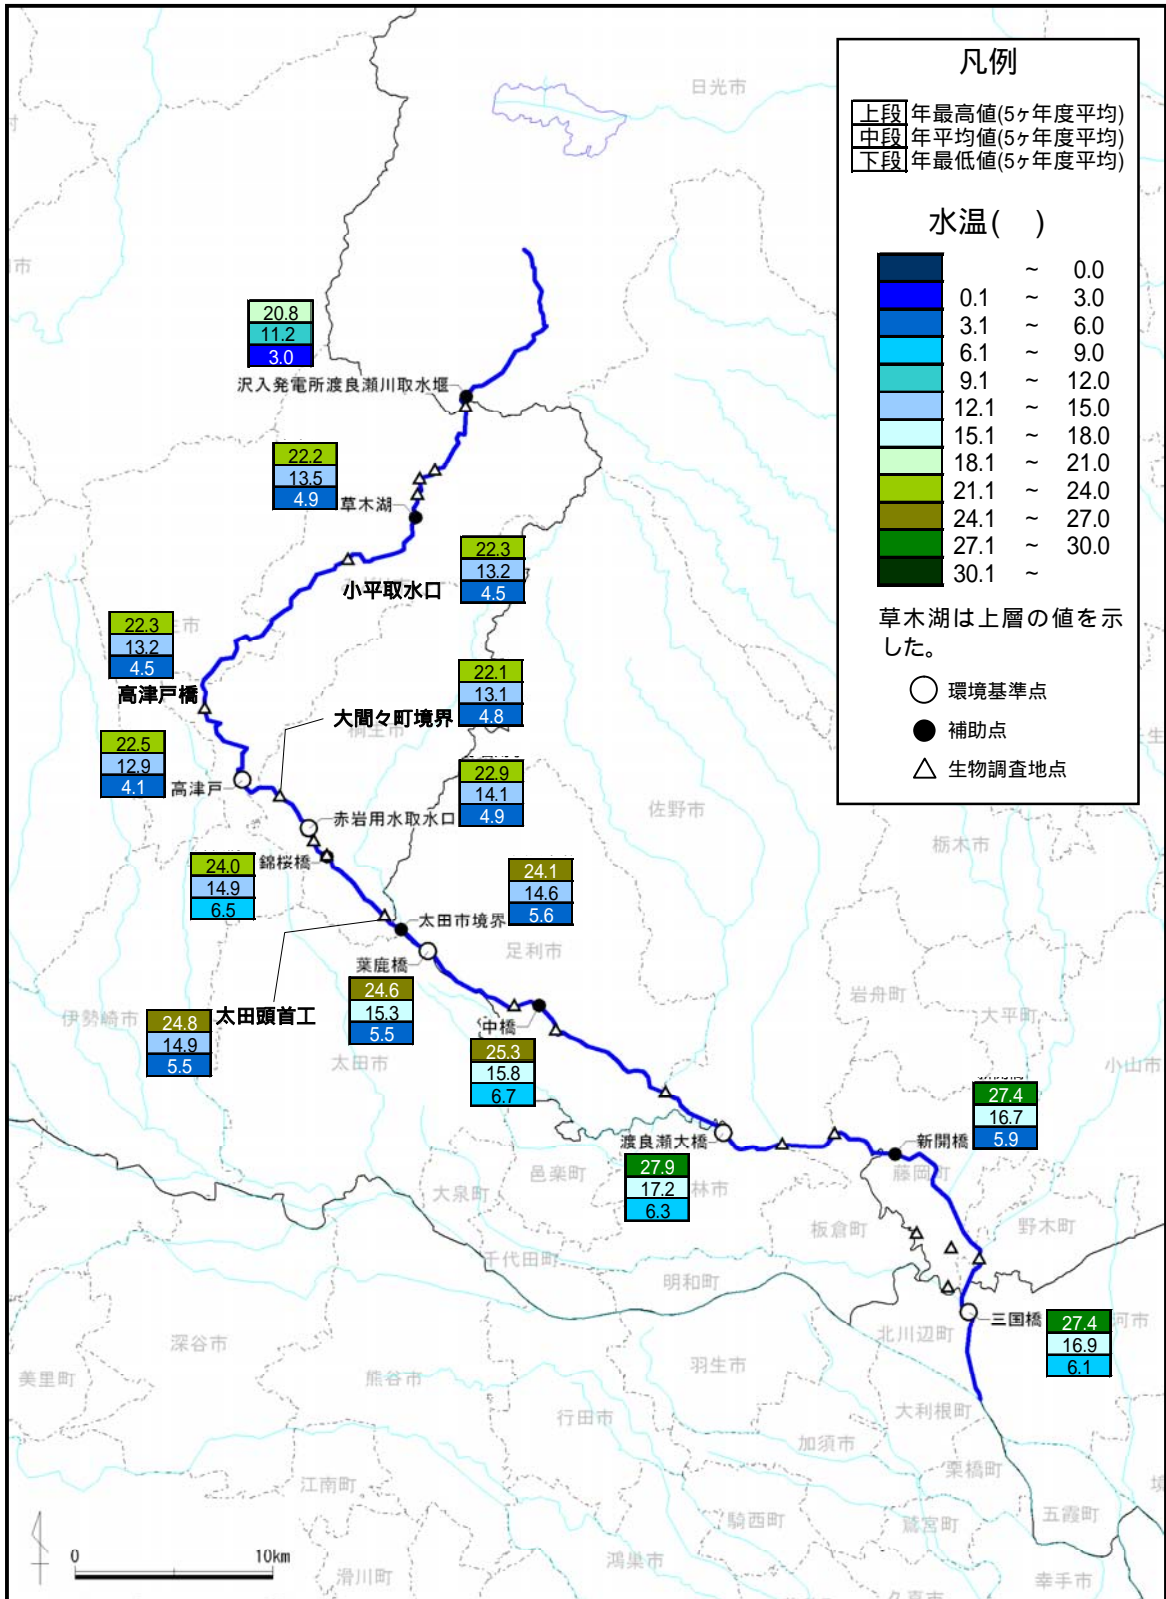 凡例
上段 年最高値(5ヶ年度平均)
中段 年平均値(5ヶ年度平均)
下段 年最低値(5ヶ年度平均)
水温(　)
~ 0.0
0.1 ~ 3.0
3.1 ~ 6.0
6.1 ~ 9.0
9.1 ~ 12.0
12.1 ~ 15.0
15.1 ~ 18.0
18.1 ~ 21.0
21.1 ~ 24.0
24.1 ~ 27.0
27.1 ~ 30.0
30.1 ~
草木湖は上層の値を示
した。
環境基準点
補助点
生物調査地点
日光市
市
20.8
11.2
3.0
沢入発電所渡良瀬川取水堰
22.2
13.5
4.9
草木湖
22.3
13.2
4.5
小平取水口
22.3
13.2
4.5
生市
高津戸橋
22.1
13.1
4.8
大間々町境界
桐生市
22.5
12.9
4.1
高津戸
22.9
14.1
4.9
赤岩用水取水口
佐野市
栃木市
24.0
14.9
6.5
錦桜橋
24.1
14.6
5.6
太田市境界
足利市
葉鹿橋
24.6
15.3
5.5
太田頭首工
24.8
14.9
5.5
伊勢崎市
太田市
中橋
25.3
15.8
6.7
岩舟町
大平町
小山市
27.4
16.7
5.9
新開橋
藤岡町
渡良瀬大橋
27.9
17.2
6.3
林市
邑楽町
大泉町
板倉町
野木町
千代田町
明和町
三国橋
27.4
16.9
6.1
河市
北川辺町
深谷市
美里町
熊谷市
羽生市
行田市
大利根町
加須市
栗橋町
江南町
騎西町
鷲宮町
五霞町
鴻巣市
滑川町
久喜市
幸手市
0 10km